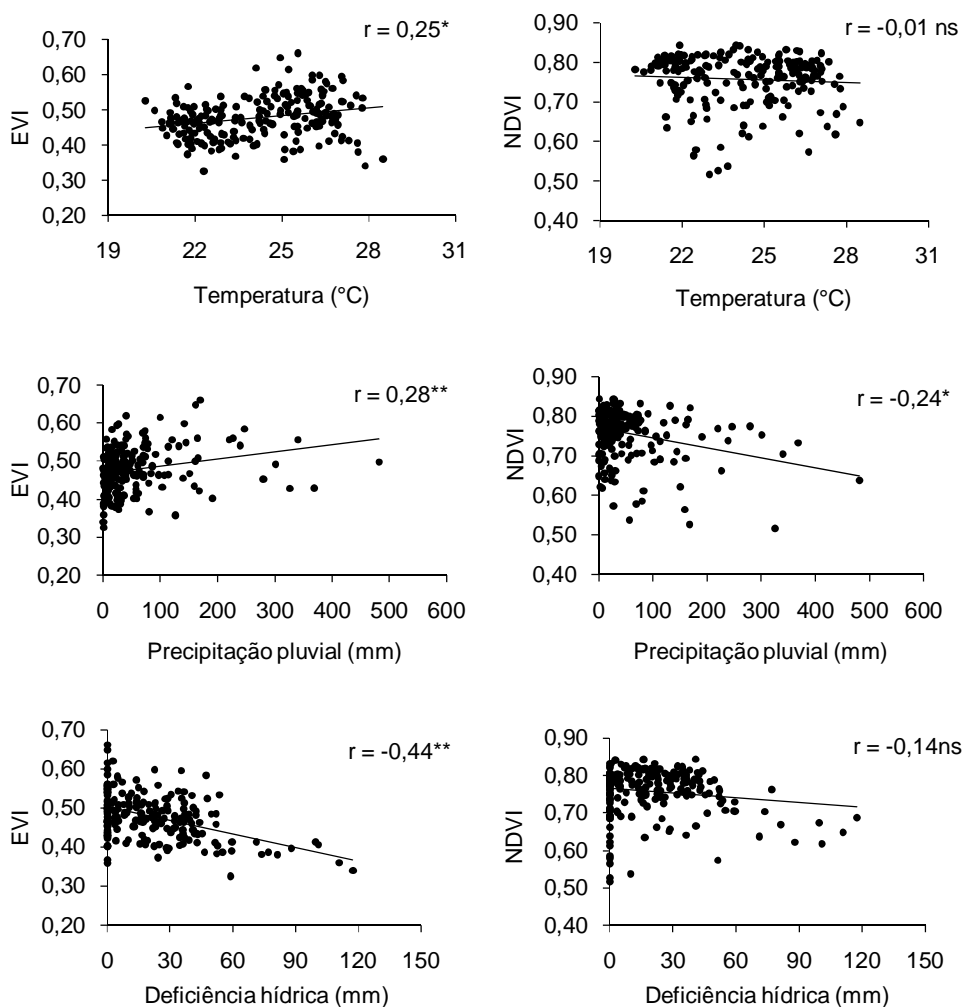 r = 0,25*
0,70
0,60
0,50
0,40
0,30
0,20
EVI
19 22 25 28 31
Temperatura (°C)
r = -0,01 ns
0,90
0,80
0,70
0,60
0,50
0,40
NDVI
19 22 25 28 31
Temperatura (°C)
r = 0,28**
0,70
0,60
0,50
0,40
0,30
0,20
EVI
0 100 200 300 400 500 600
Precipitação pluvial (mm)
r = -0,24*
0,90
0,80
0,70
0,60
0,50
0,40
NDVI
0 100 200 300 400 500 600
Precipitação pluvial (mm)
r = -0,44**
0,70
0,60
0,50
0,40
0,30
0,20
EVI
0 30 60 90 120 150
Deficiência hídrica (mm)
r = -0,14ns
0,90
0,80
0,70
0,60
0,50
0,40
NDVI
0 30 60 90 120 150
Deficiência hídrica (mm)